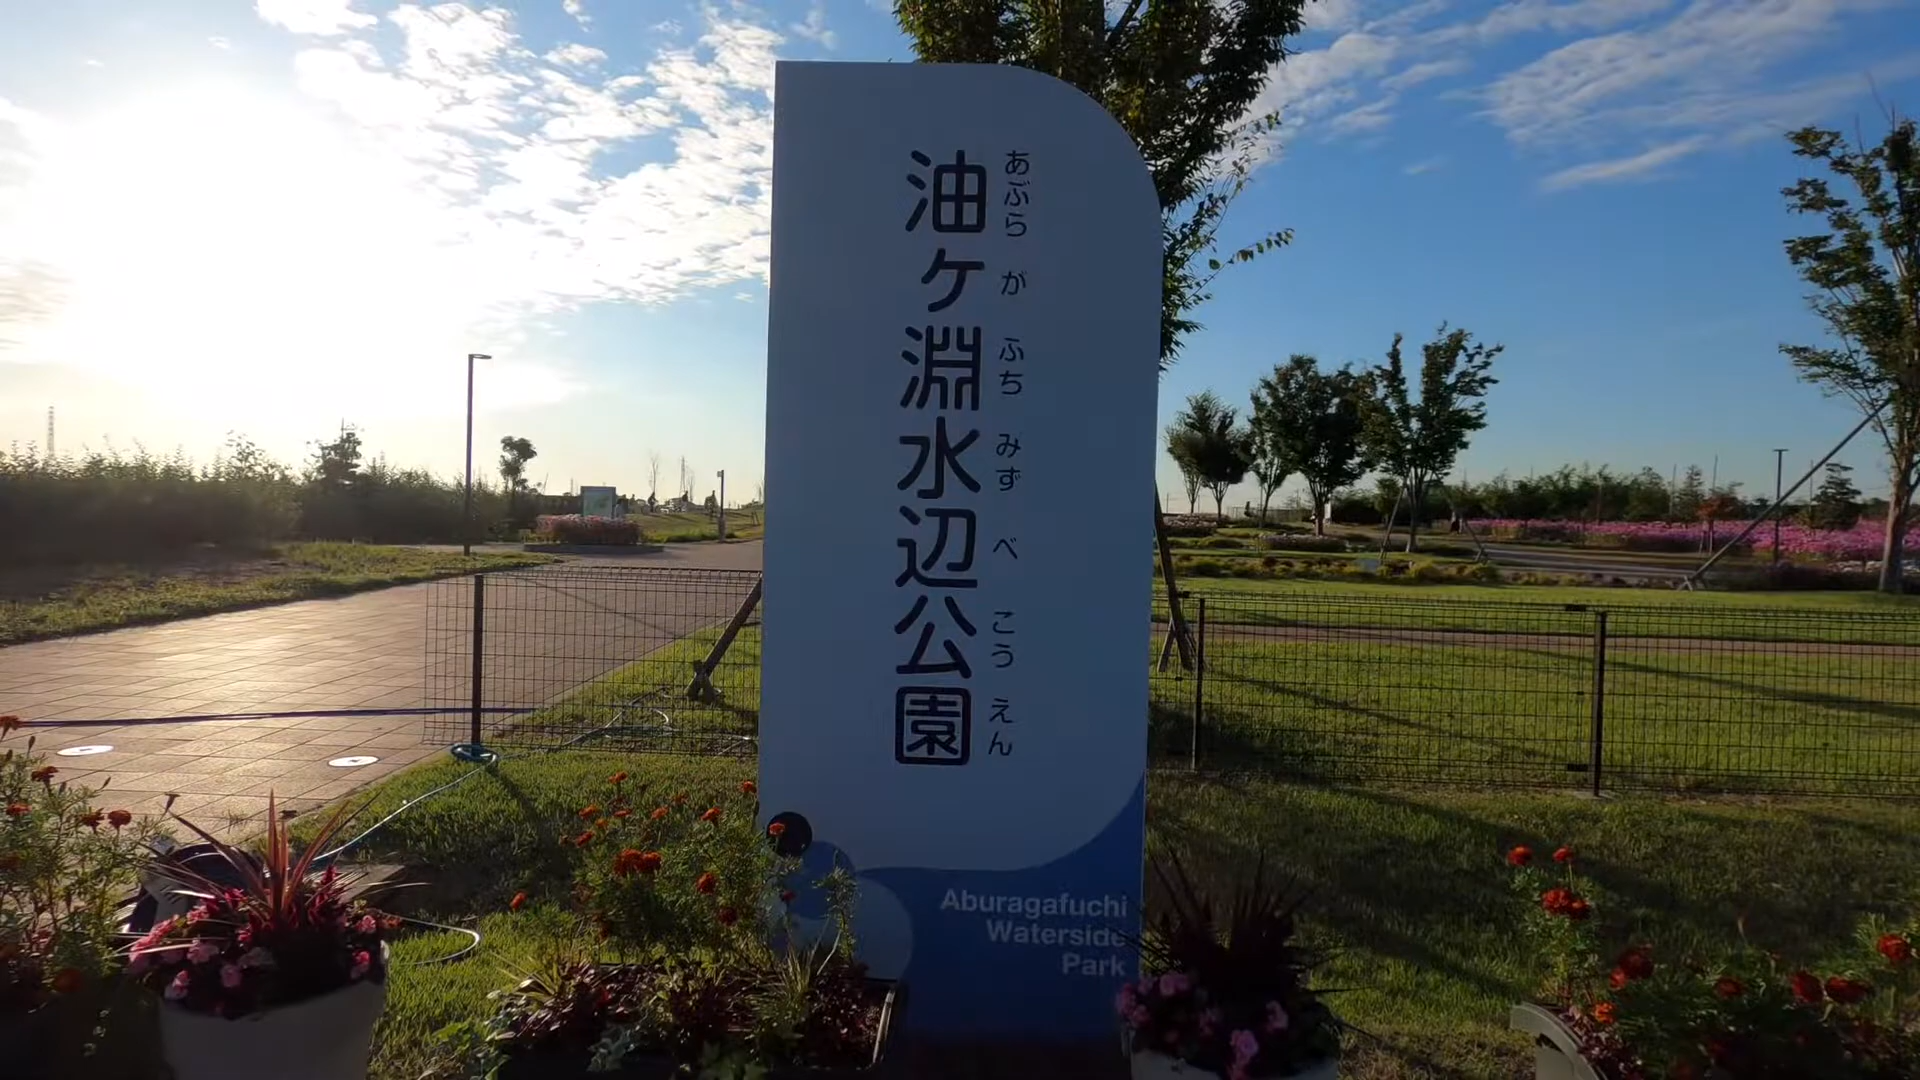 油ヶ淵水辺公園
あぶら が ふち みず べ こう えん
Aburagafuchi
Waterside
Park